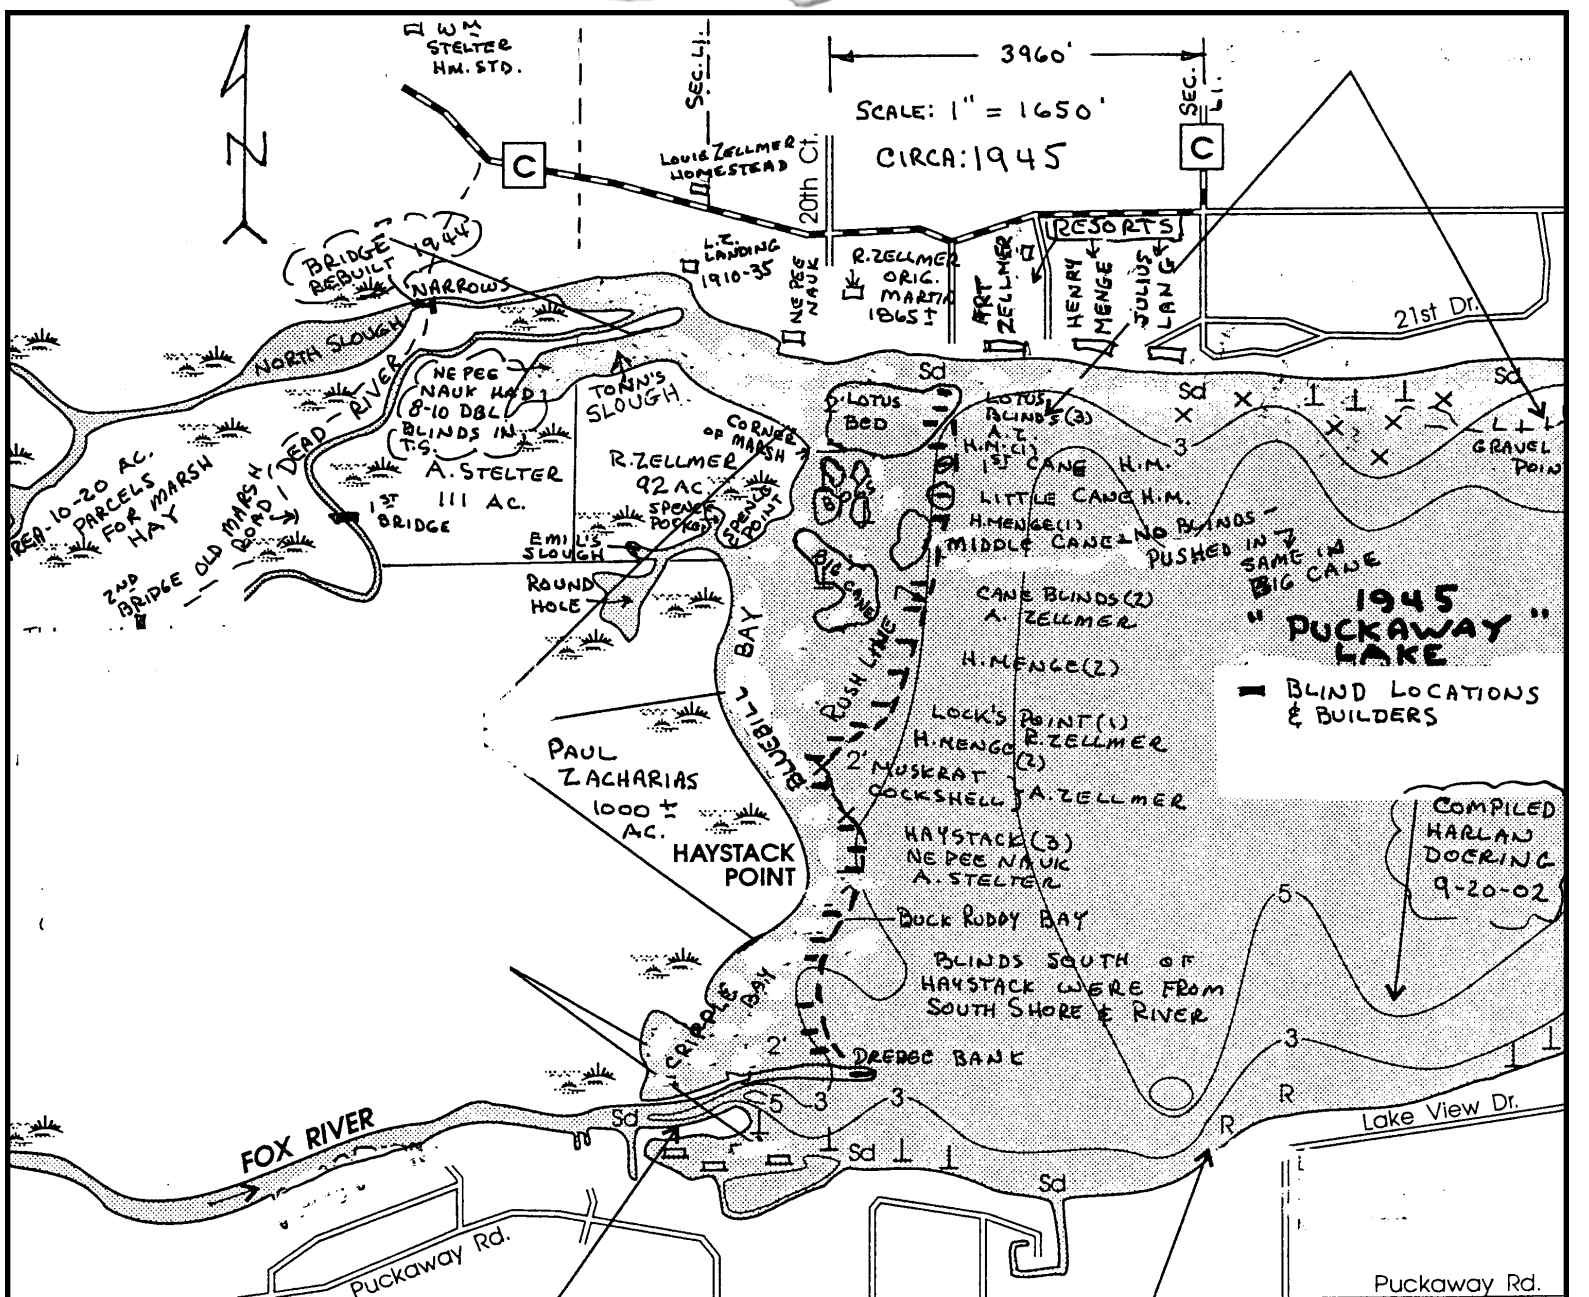 WM
STELTER
HM. STD.
SEC. LI.
3960'
SCALE: 1" = 1650'
CIRCA: 1945
SEC.
LI.
C
C
N
LOUIE ZELLMER
HOMESTEAD
20th Ct.
BRIDGE
REBUILT
1944
NARROWS
L.Z.
LANDING
1910-35
NEPEE
NAUK
R. ZELLMER
ORIG.
MARTIN
1865±
ART
ZELLMER
RESORTS
HENRY
MENGE
JULIUS
LANG
21st Dr.
NORTH SLOUGH
DEAD RIVER
NE PEE
NAUK HAD
8-10 DBL.
BLINDS IN
T.S.
TONN'S
SLOUGH
CORNER
OF MARSH
Sd
Sd
Sd
LOTUS
BED
LOTUS
BLINDS (3)
A. Z.
H.M. (1)
1ST CANE H.M.
LITTLE CANE H.M.
H. MENGE (1)
MIDDLE CANE - NO BLINDS -
PUSHED IN
SAME IN
BIG CANE
3
GRAVEL
POIN
10-20 AC.
PARCELS
FOR MARSH
HAY
OLD MARSH
ROAD
A. STELTER
111 AC.
1ST
BRIDGE
2ND
BRIDGE
R. ZELLMER
92 AC
SPENCE
SPENCE
POINT
EMIL'S
SLOUGH
ROUND
HOLE
BIG
CANE
CANE BLINDS (2)
A. ZELLMER
1945
"PUCKAWAY"
LAKE
BLIND LOCATIONS
& BUILDERS
H. MENGE (2)
RUSH LINE
BLUEBILL BAY
LOCK'S POINT (1)
R. ZELLMER
H. MENGE (2)
2'
MUSKRAT
COCKSHELL } A. ZELLMER
PAUL
ZACHARIAS
1000 ±
AC.
HAYSTACK
POINT
HAYSTACK (3)
NE PEE NAUK
A. STELTER
COMPILED
HARLAN
DOERING
9-20-02
5
BUCK RUDDY BAY
BLINDS SOUTH OF
HAYSTACK WERE FROM
SOUTH SHORE & RIVER
CRIPPLE BAY
2'
DREDGE BANK
3
5
3
3
Sd
Sd
Sd
R
R
FOX RIVER
Lake View Dr.
Puckaway Rd.
Puckaway Rd.